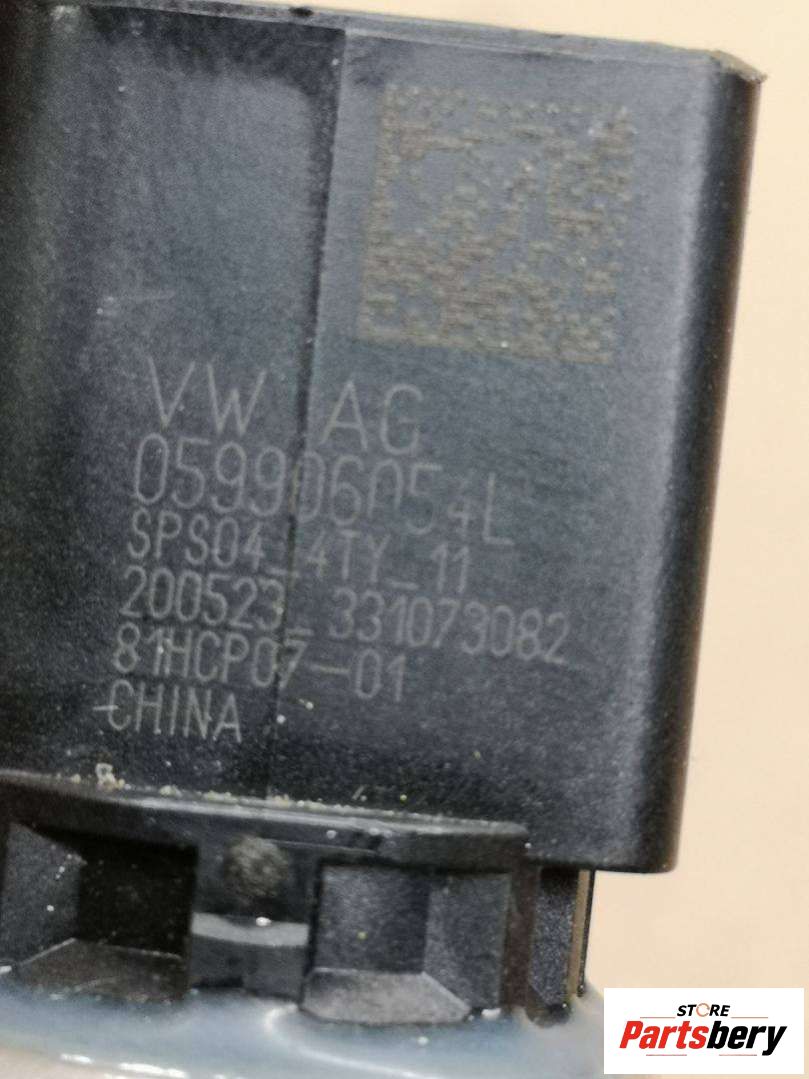 VW AG
059906054L
SPS04_4TY_11
200523_331073082
81HCP07-01
CHINA
STORE
Partsbery